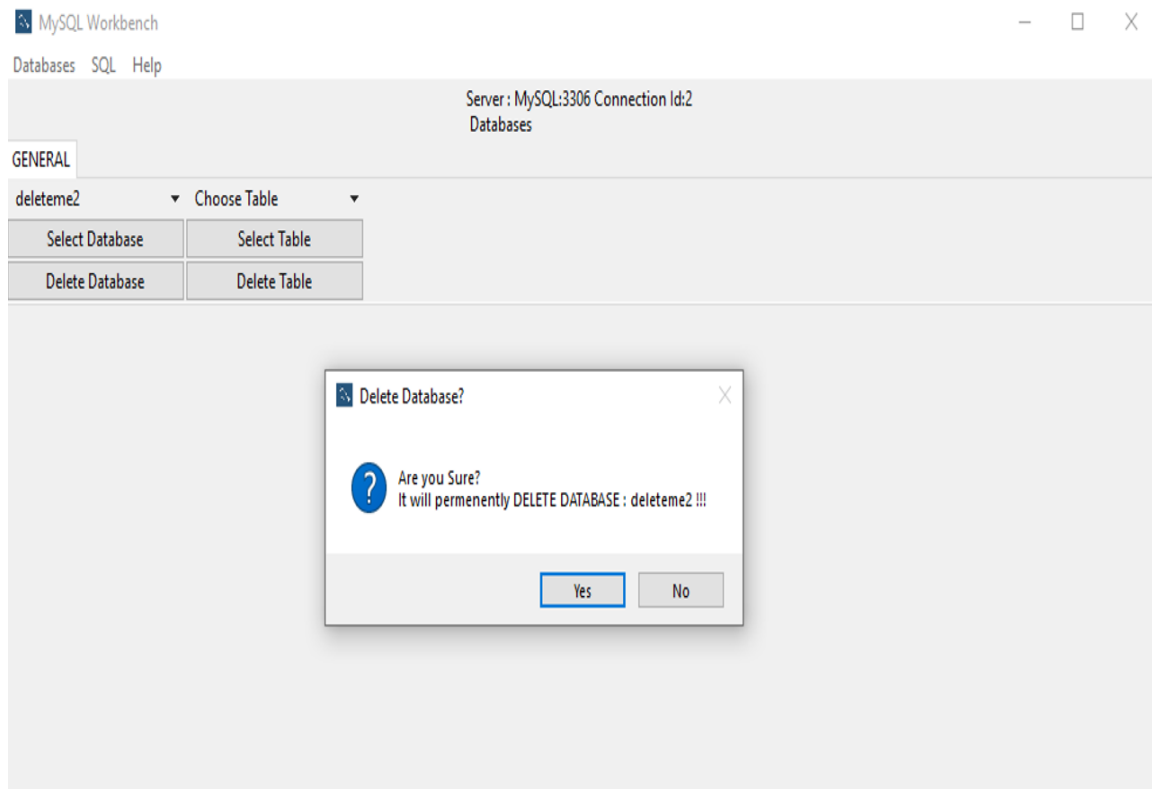 MySQL Workbench
Databases SQL Help
Server : MySQL:3306 Connection Id:2
Databases
GENERAL
deleteme2 Choose Table
Select Database Select Table
Delete Database Delete Table
Delete Database?
Are you Sure?
It will permenently DELETE DATABASE : deleteme2 !!!
Yes No